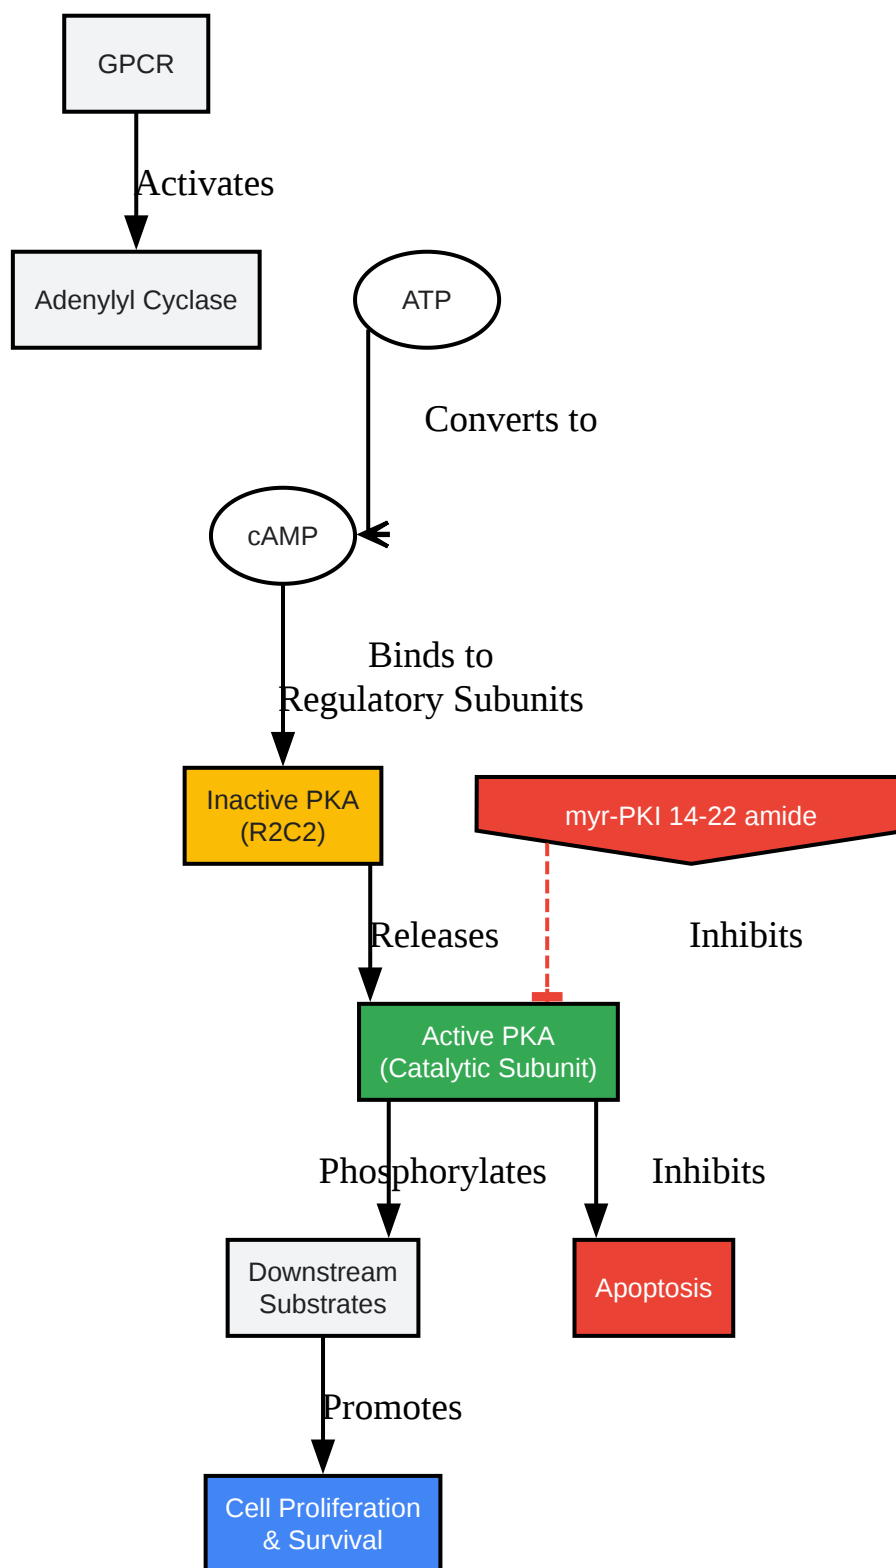 GPCR
Activates
Adenylyl Cyclase
ATP
Converts to
cAMP
Binds to
Regulatory Subunits
Inactive PKA
(R2C2)
myr-PKI 14-22 amide
Releases
Inhibits
Active PKA
(Catalytic Subunit)
Phosphorylates
Inhibits
Downstream
Substrates
Apoptosis
Promotes
Cell Proliferation
& Survival